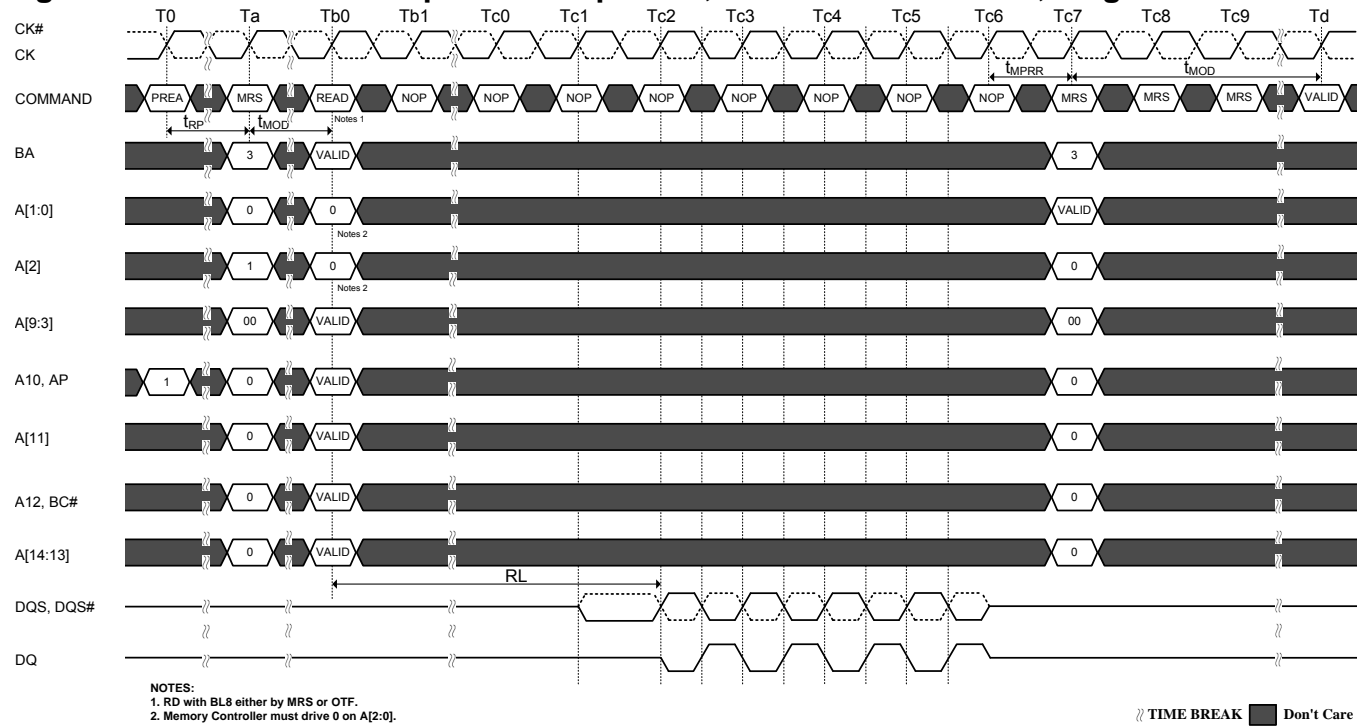 T0 Ta Tb0 Tb1 Tc0 Tc1 Tc2 Tc3 Tc4 Tc5 Tc6 Tc7 Tc8 Tc9 Td
CK#
CK
tMPRR tMOD
COMMAND PREA MRS READ NOP NOP NOP NOP NOP NOP NOP NOP MRS MRS MRS VALID
tRP tMOD Notes 1
BA 3 VALID 3
A[1:0] 0 0 VALID
Notes 2
A[2] 1 0 0
Notes 2
A[9:3] 00 VALID 00
A10, AP 1 0 VALID 0
A[11] 0 VALID 0
A12, BC# 0 VALID 0
A[14:13] 0 VALID 0
RL
DQS, DQS#
DQ
NOTES:
1. RD with BL8 either by MRS or OTF.
2. Memory Controller must drive 0 on A[2:0].
TIME BREAK Don't Care